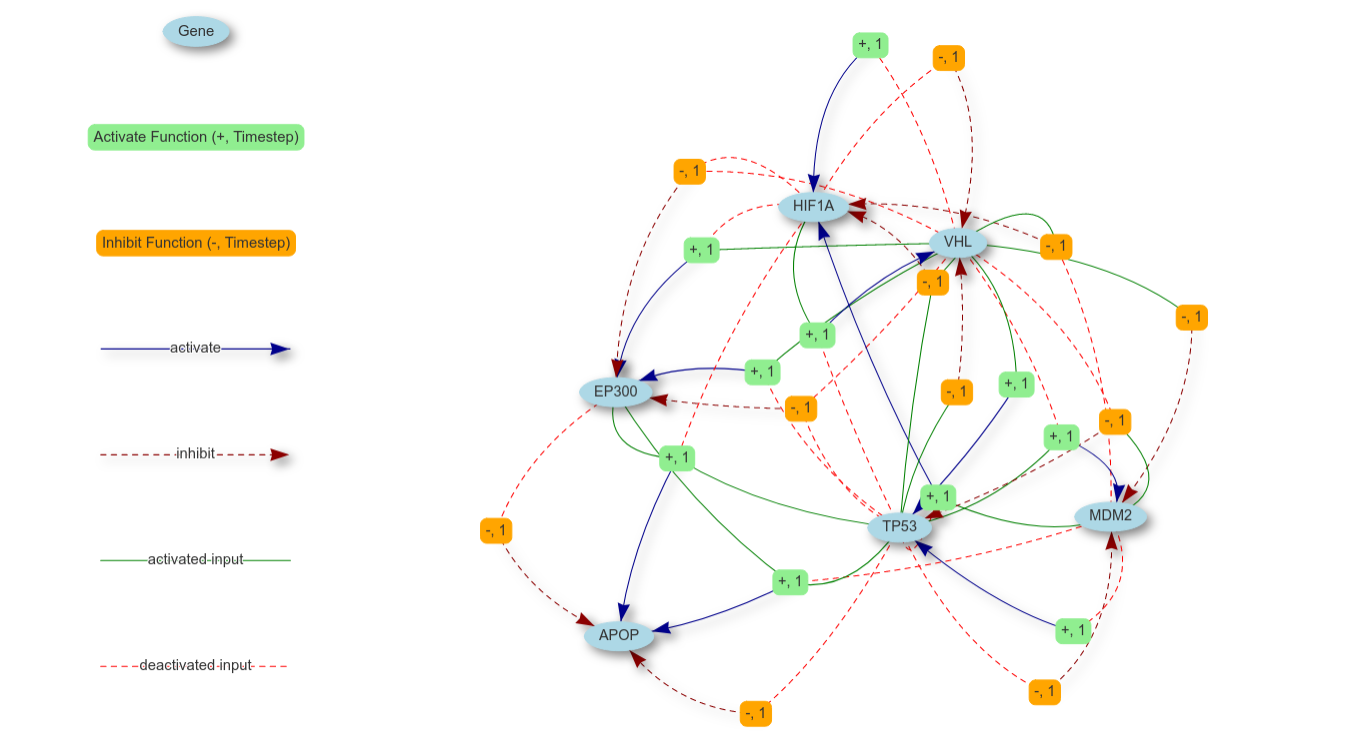 Gene
Activate Function (+, Timestep)
Inhibit Function (-, Timestep)
activate
inhibit
activated input
deactivated input
+, 1
-, 1
-, 1
HIF1A
+, 1
VHL
-, 1
-, 1
-, 1
+, 1
+, 1
EP300
+, 1
-, 1
-, 1
-, 1
+, 1
+, 1
+, 1
MDM2
TP53
-, 1
+, 1
APOP
+, 1
-, 1
-, 1